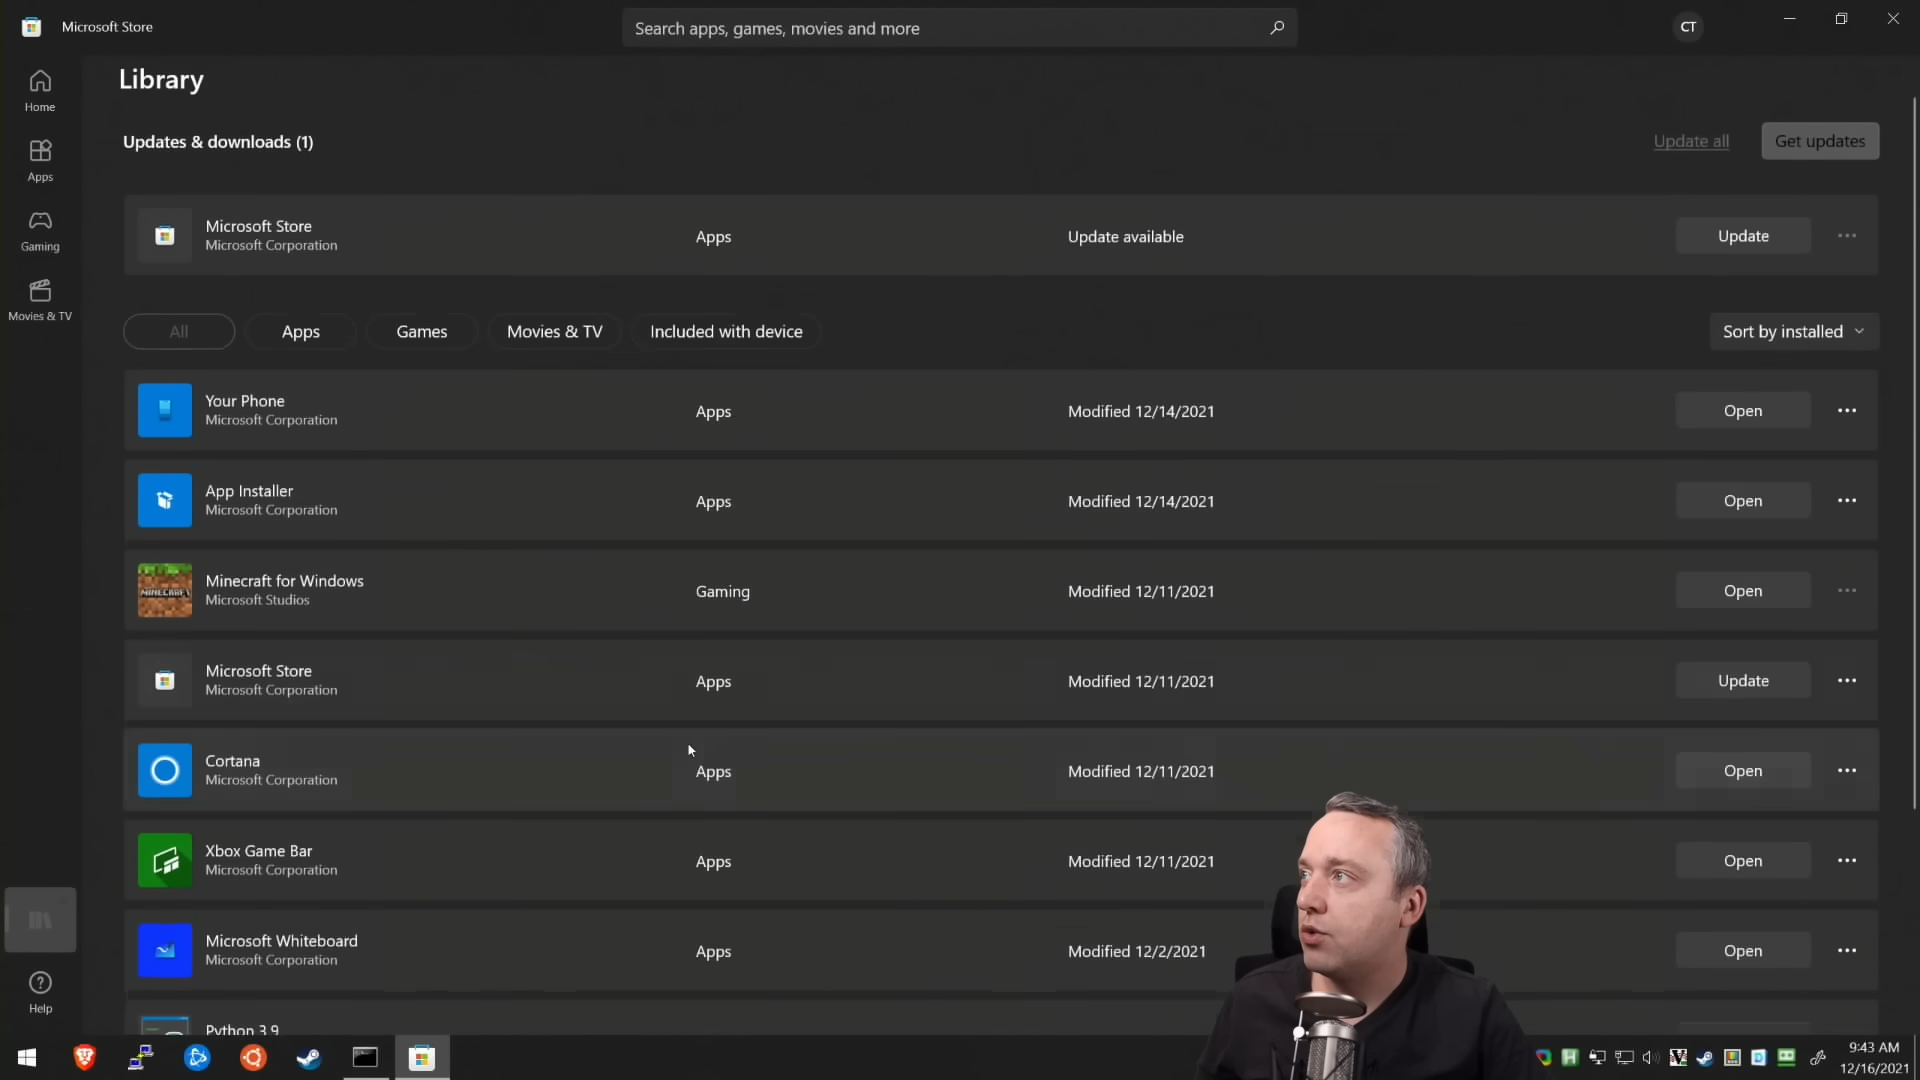 Microsoft Store
Search apps, games, movies and more
CT
Home
Apps
Gaming
Movies & TV
Help
Library
Updates & downloads (1)
Update all
Get updates
Microsoft Store
Microsoft Corporation
Apps
Update available
Update
All
Apps
Games
Movies & TV
Included with device
Sort by installed
Your Phone
Microsoft Corporation
Apps
Modified 12/14/2021
Open
App Installer
Microsoft Corporation
Apps
Modified 12/14/2021
Open
MINECRAFT
Minecraft for Windows
Microsoft Studios
Gaming
Modified 12/11/2021
Open
Microsoft Store
Microsoft Corporation
Apps
Modified 12/11/2021
Update
Cortana
Microsoft Corporation
Apps
Modified 12/11/2021
Open
Xbox Game Bar
Microsoft Corporation
Apps
Modified 12/11/2021
Open
Microsoft Whiteboard
Microsoft Corporation
Apps
Modified 12/2/2021
Open
Python 3.9
9:43 AM
12/16/2021